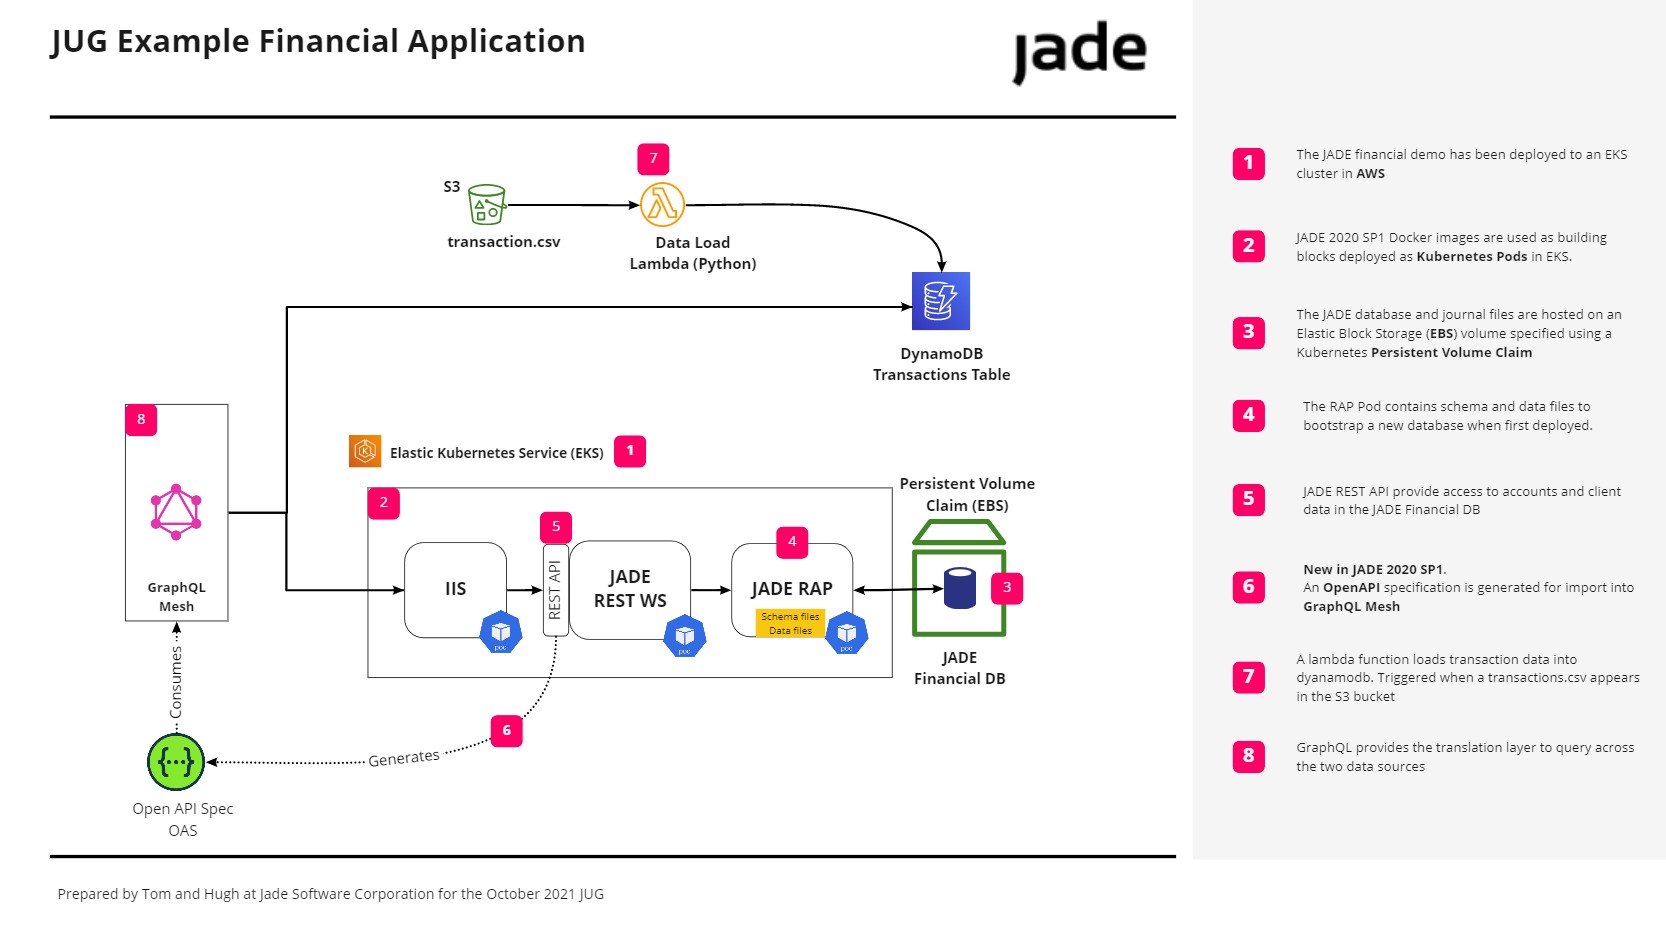 JUG Example Financial Application
jade
7
S3
transaction.csv
Data Load
Lambda (Python)
DynamoDB
Transactions Table
8
GraphQL
Mesh
Elastic Kubernetes Service (EKS)
1
2
IIS
pod
5
REST API
JADE
REST WS
pod
4
JADE RAP
Schema files
Data files
pod
Persistent Volume
Claim (EBS)
3
JADE
Financial DB
Consumes
6
Generates
{···}
Open API Spec
OAS
1
The JADE financial demo has been deployed to an EKS
cluster in AWS
2
JADE 2020 SP1 Docker images are used as building
blocks deployed as Kubernetes Pods in EKS.
3
The JADE database and journal files are hosted on an
Elastic Block Storage (EBS) volume specified using a
Kubernetes Persistent Volume Claim
4
The RAP Pod contains schema and data files to
bootstrap a new database when first deployed.
5
JADE REST API provide access to accounts and client
data in the JADE Financial DB
6
New in JADE 2020 SP1.
An OpenAPI specification is generated for import into
GraphQL Mesh
7
A lambda function loads transaction data into
dyanamodb. Triggered when a transactions.csv appears
in the S3 bucket
8
GraphQL provides the translation layer to query across
the two data sources
Prepared by Tom and Hugh at Jade Software Corporation for the October 2021 JUG